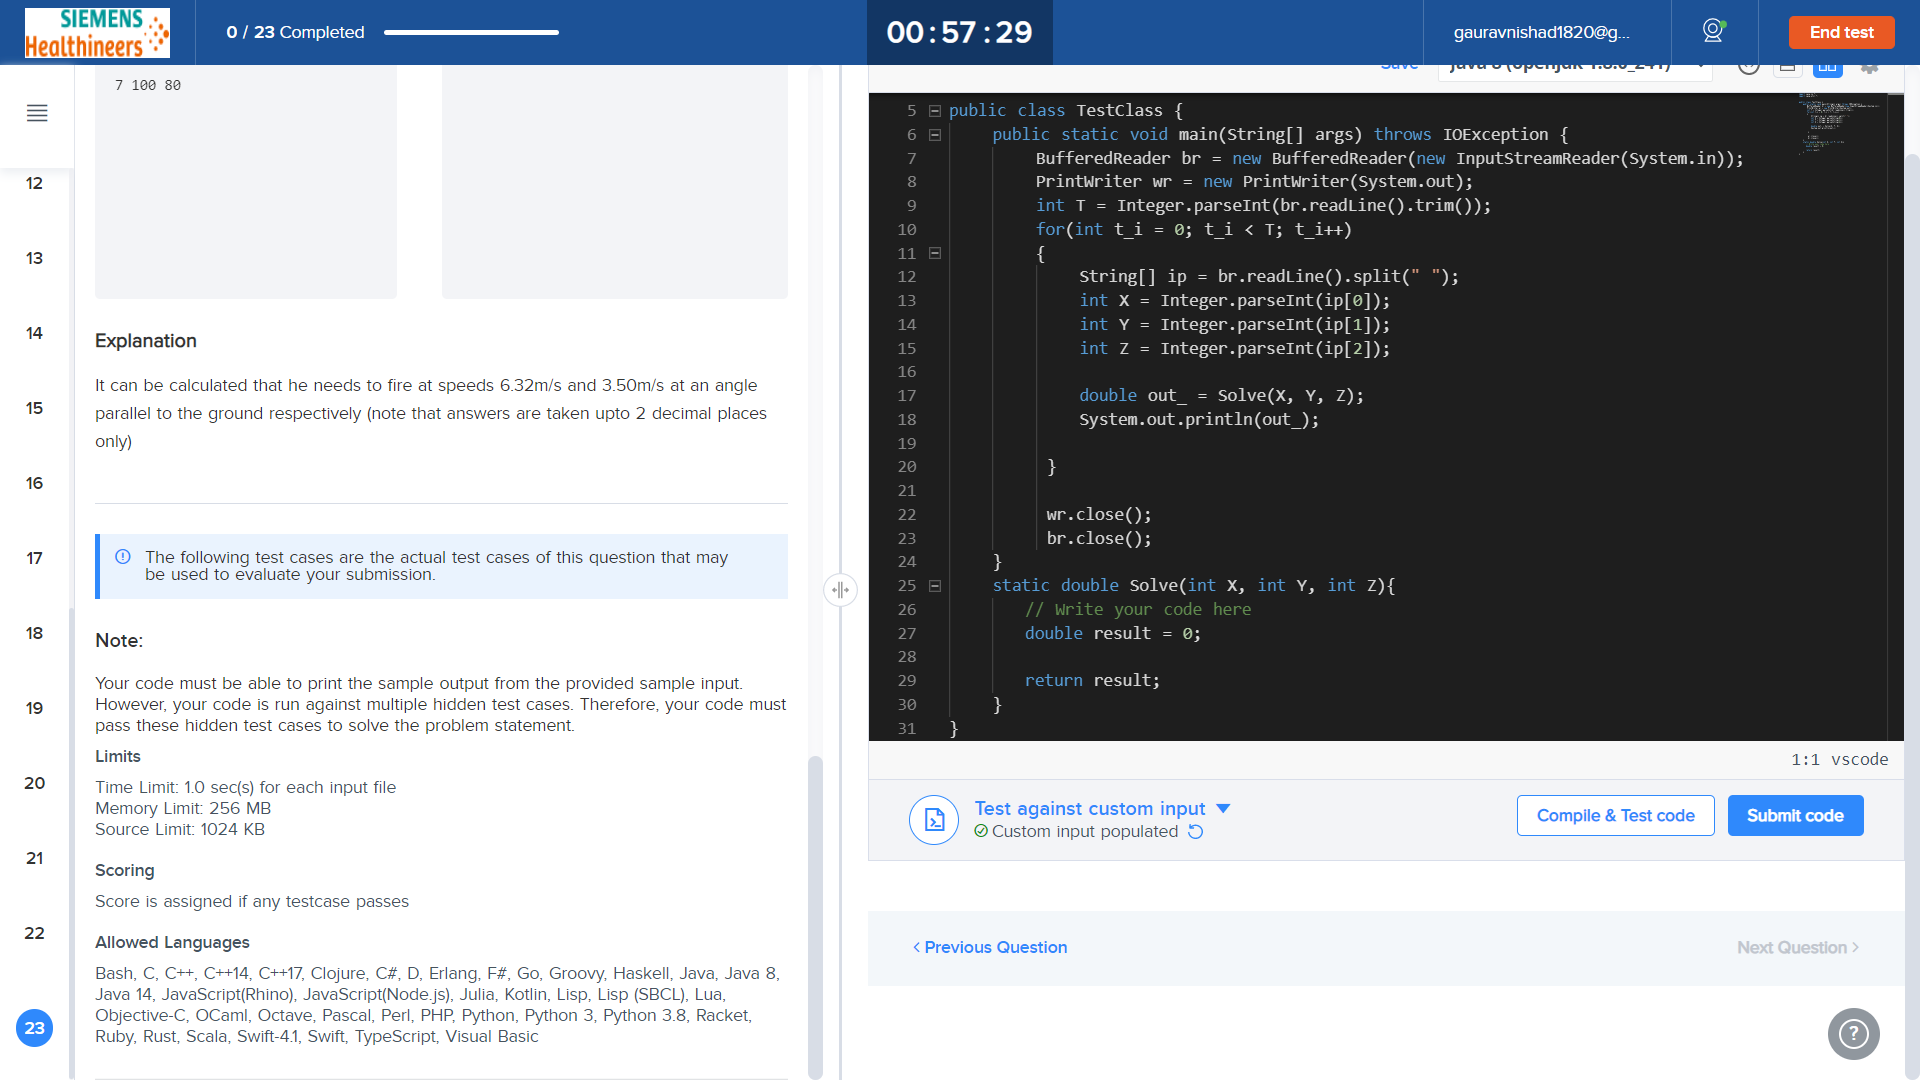 SIEMENS
Healthineers
0 / 23 Completed
00:57:29
gauravnishad1820@g...
End test
7 100 80
12
13
14
15
16
17
18
19
20
21
22
23
Explanation
It can be calculated that he needs to fire at speeds 6.32m/s and 3.50m/s at an angle
parallel to the ground respectively (note that answers are taken upto 2 decimal places
only)
The following test cases are the actual test cases of this question that may
be used to evaluate your submission.
Note:
Your code must be able to print the sample output from the provided sample input.
However, your code is run against multiple hidden test cases. Therefore, your code must
pass these hidden test cases to solve the problem statement.
Limits
Time Limit: 1.0 sec(s) for each input file
Memory Limit: 256 MB
Source Limit: 1024 KB
Scoring
Score is assigned if any testcase passes
Allowed Languages
Bash, C, C++, C++14, C++17, Clojure, C#, D, Erlang, F#, Go, Groovy, Haskell, Java, Java 8,
Java 14, JavaScript(Rhino), JavaScript(Node.js), Julia, Kotlin, Lisp, Lisp (SBCL), Lua,
Objective-C, OCaml, Octave, Pascal, Perl, PHP, Python, Python 3, Python 3.8, Racket,
Ruby, Rust, Scala, Swift-4.1, Swift, TypeScript, Visual Basic
Save
Java 8 (openjdk 1.8.0_241)
5 public class TestClass {
6 public static void main(String[] args) throws IOException {
7 BufferedReader br = new BufferedReader(new InputStreamReader(System.in));
8 PrintWriter wr = new PrintWriter(System.out);
9 int T = Integer.parseInt(br.readLine().trim());
10 for(int t_i = 0; t_i < T; t_i++)
11 {
12 String[] ip = br.readLine().split(" ");
13 int X = Integer.parseInt(ip[0]);
14 int Y = Integer.parseInt(ip[1]);
15 int Z = Integer.parseInt(ip[2]);
16
17 double out_ = Solve(X, Y, Z);
18 System.out.println(out_);
19
20 }
21
22 wr.close();
23 br.close();
24 }
25 static double Solve(int X, int Y, int Z){
26 // Write your code here
27 double result = 0;
28
29 return result;
30 }
31 }
1:1 vscode
Test against custom input
Custom input populated
Compile & Test code
Submit code
< Previous Question
Next Question >
?